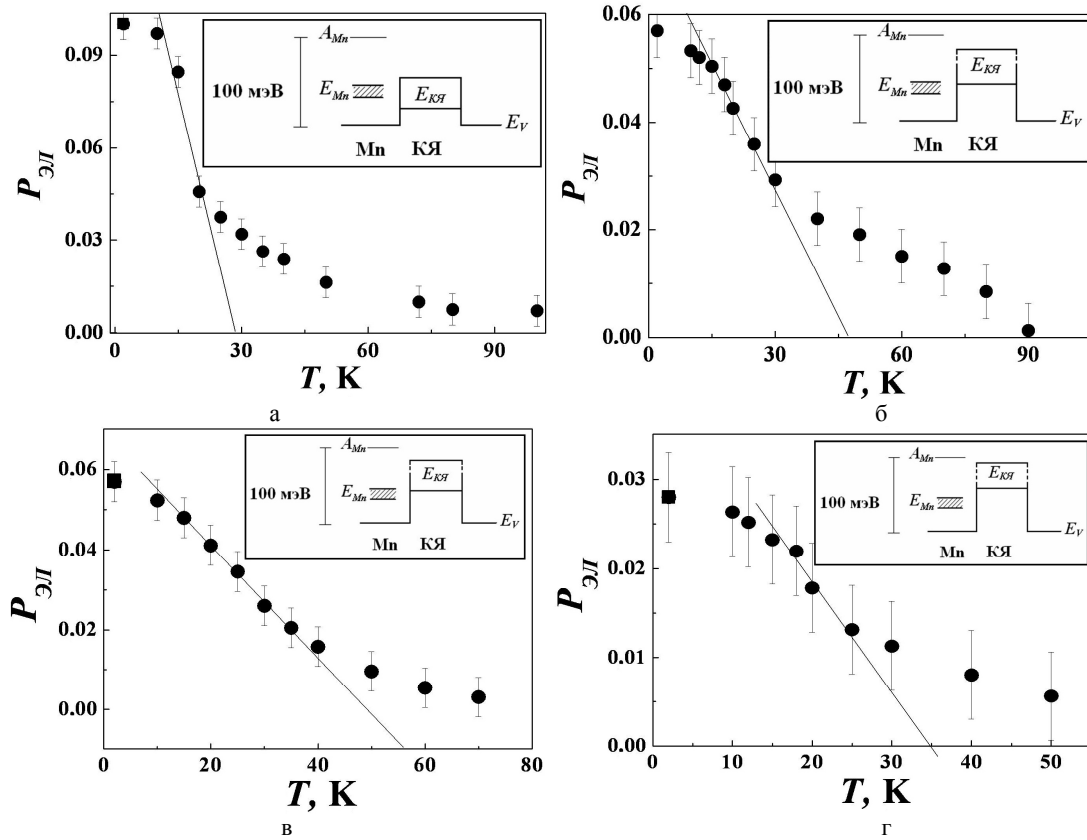 P_ЭЛ
0.09
0.06
0.03
0.00
0 30 60 90
T, К
100 мэВ
A_Mn
E_Mn
E_КЯ
E_V
Mn КЯ
а
P_ЭЛ
0.06
0.04
0.02
0.00
0 30 60 90
T, К
100 мэВ
A_Mn
E_Mn
E_КЯ
E_V
Mn КЯ
б
P_ЭЛ
0.06
0.04
0.02
0.00
0 20 40 60 80
T, К
100 мэВ
A_Mn
E_Mn
E_КЯ
E_V
Mn КЯ
в
P_ЭЛ
0.03
0.02
0.01
0.00
0 10 20 30 40 50
T, К
100 мэВ
A_Mn
E_Mn
E_КЯ
E_V
Mn КЯ
г